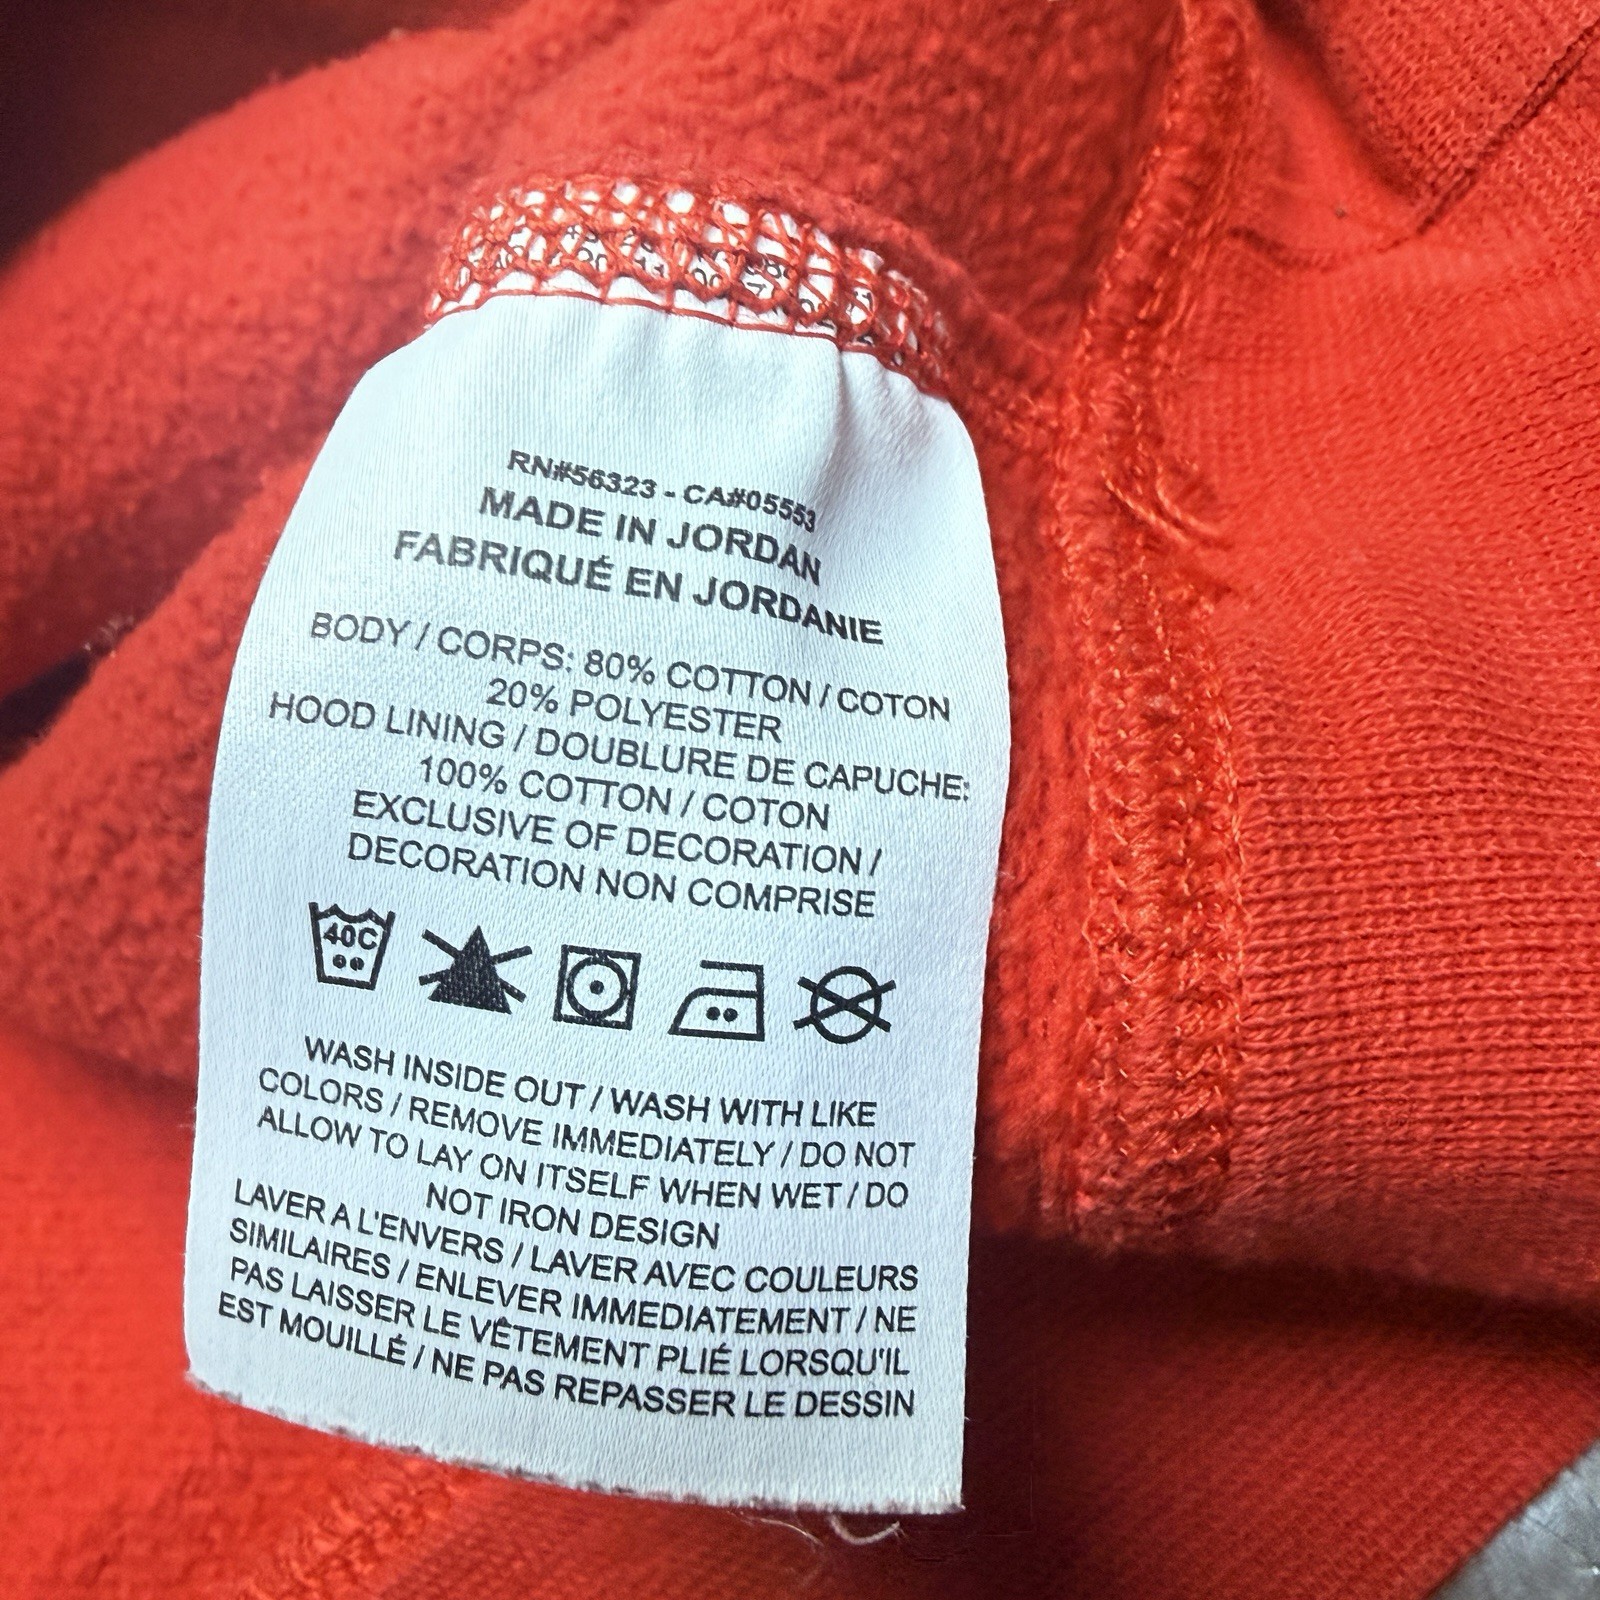 RN#56323 - CA#05553
MADE IN JORDAN
FABRIQUÉ EN JORDANIE
BODY / CORPS: 80% COTTON / COTON
20% POLYESTER
HOOD LINING / DOUBLURE DE CAPUCHE:
100% COTTON / COTON
EXCLUSIVE OF DECORATION /
DECORATION NON COMPRISE
40C
WASH INSIDE OUT / WASH WITH LIKE
COLORS / REMOVE IMMEDIATELY / DO NOT
ALLOW TO LAY ON ITSELF WHEN WET / DO
NOT IRON DESIGN
LAVER A L'ENVERS / LAVER AVEC COULEURS
SIMILAIRES / ENLEVER IMMEDIATEMENT / NE
PAS LAISSER LE VÊTEMENT PLIÉ LORSQU'IL
EST MOUILLÉ / NE PAS REPASSER LE DESSIN